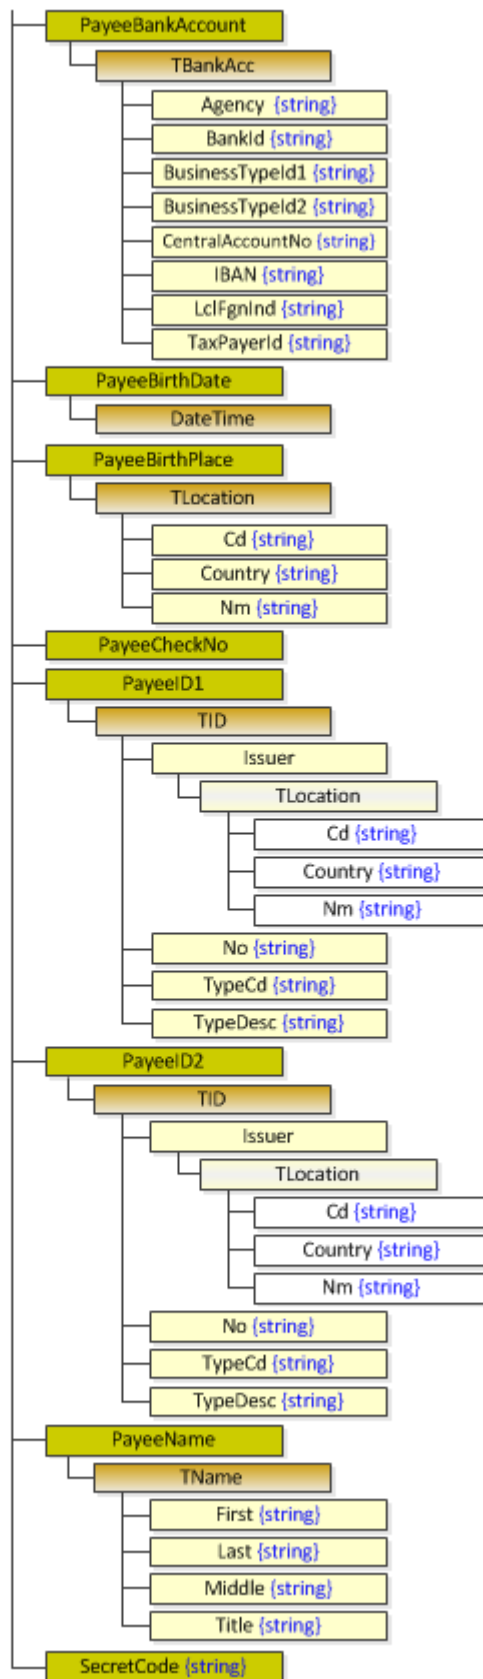 PayeeBankAccount
TBankAcc
Agency {string}
BankId {string}
BusinessTypeId1 {string}
BusinessTypeId2 {string}
CentralAccountNo {string}
IBAN {string}
LclFgnInd {string}
TaxPayerId {string}
PayeeBirthDate
DateTime
PayeeBirthPlace
TLocation
Cd {string}
Country {string}
Nm {string}
PayeeCheckNo
PayeeID1
TID
Issuer
TLocation
Cd {string}
Country {string}
Nm {string}
No {string}
TypeCd {string}
TypeDesc {string}
PayeeID2
TID
Issuer
TLocation
Cd {string}
Country {string}
Nm {string}
No {string}
TypeCd {string}
TypeDesc {string}
PayeeName
TName
First {string}
Last {string}
Middle {string}
Title {string}
SecretCode {string}